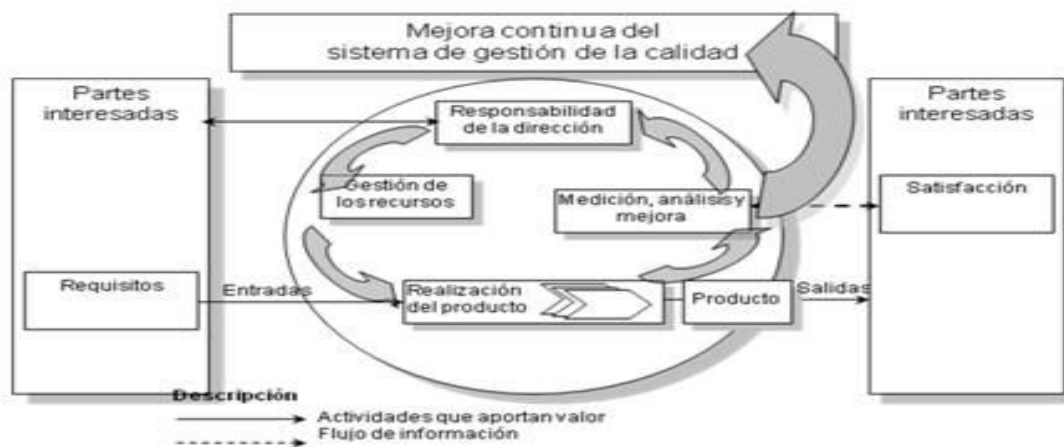 Mejora continua del
sistema de gestión de la calidad
Partes
interesadas
Responsabilidad
de la dirección
Partes
interesadas
Gestión de
los recursos
Medición, análisis y
mejora
Satisfacción
Requisitos
Entradas
Realización
del producto
Producto
Salidas
Descripción
Actividades que aportan valor
Flujo de información